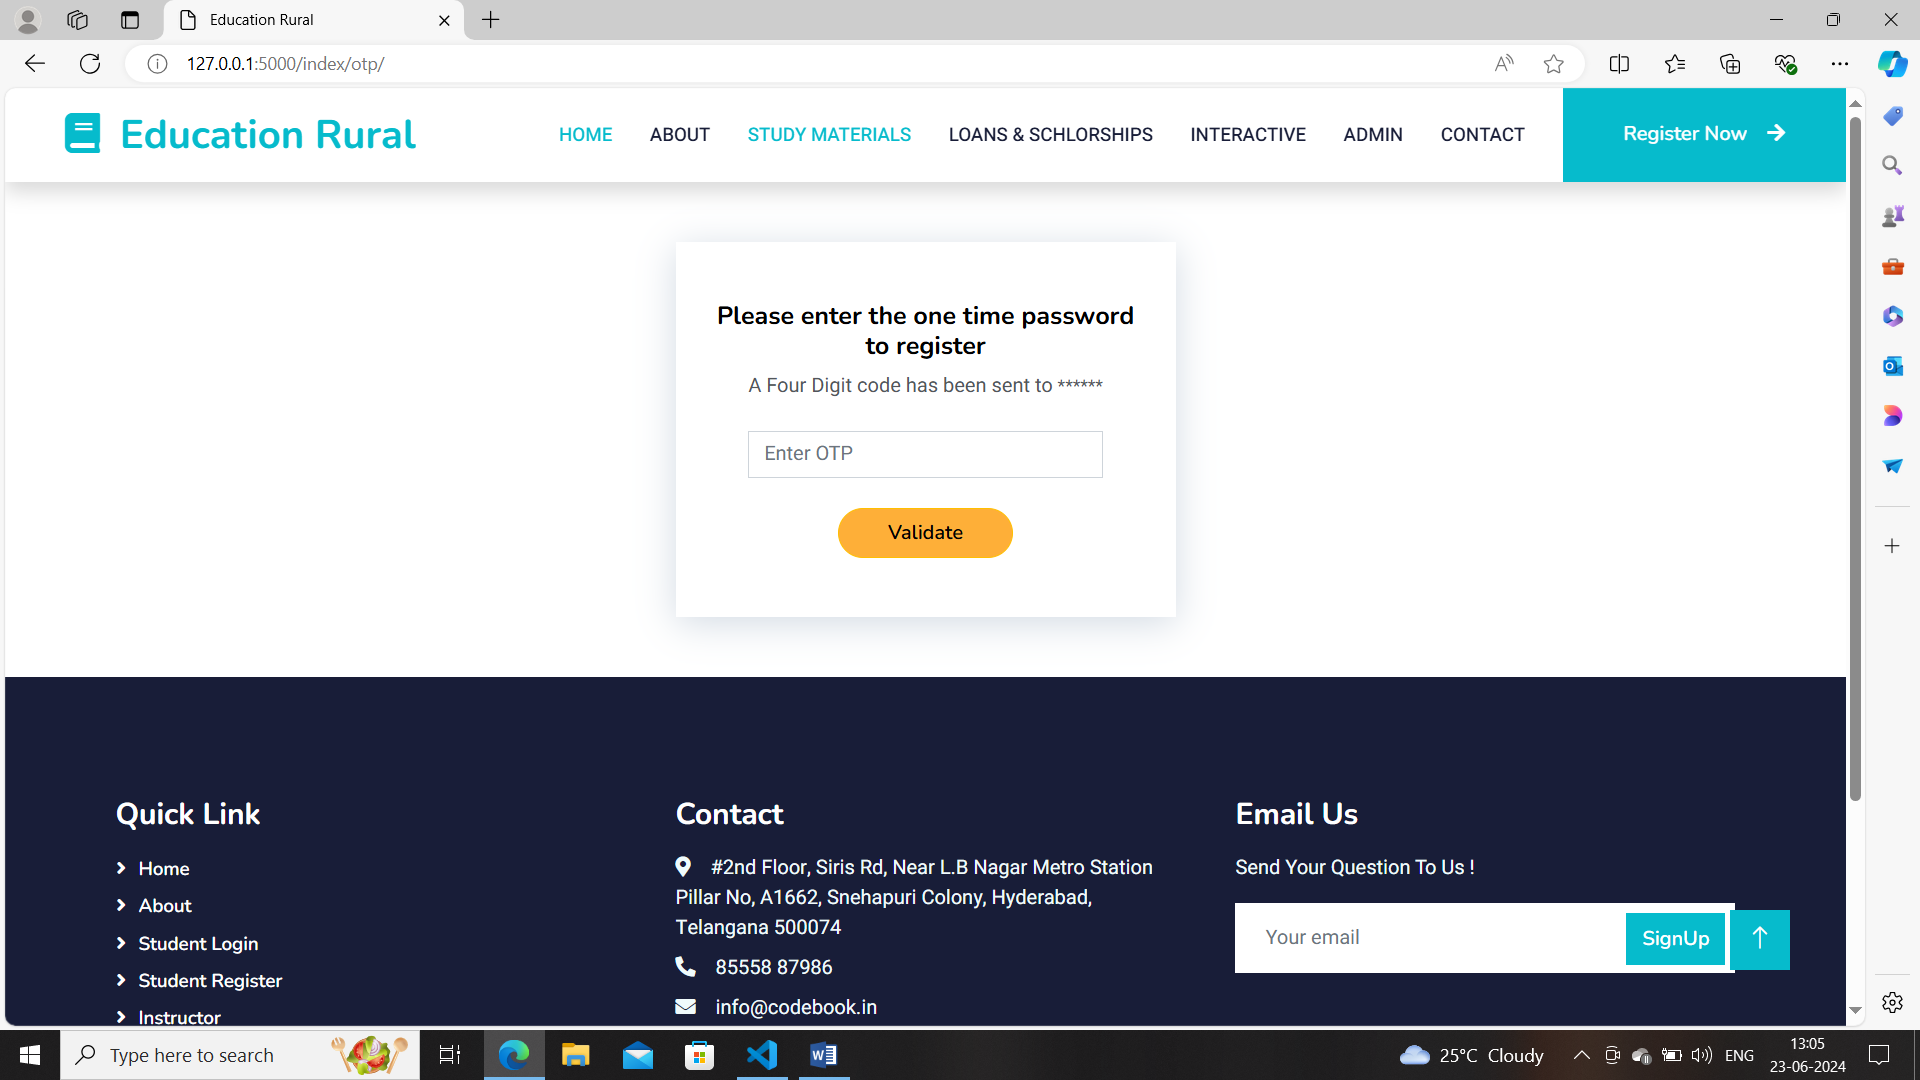 Education Rural
127.0.0.1:5000/index/otp/
Education Rural
HOME ABOUT STUDY MATERIALS LOANS & SCHLORSHIPS INTERACTIVE ADMIN CONTACT Register Now
Please enter the one time password
to register
A Four Digit code has been sent to ******
Enter OTP
Validate
Quick Link
Home
About
Student Login
Student Register
Instructor
Contact
#2nd Floor, Siris Rd, Near L.B Nagar Metro Station
Pillar No, A1662, Snehapuri Colony, Hyderabad,
Telangana 500074
85558 87986
info@codebook.in
Email Us
Send Your Question To Us !
Your email
SignUp
Type here to search
25°C Cloudy
ENG
13:05
23-06-2024